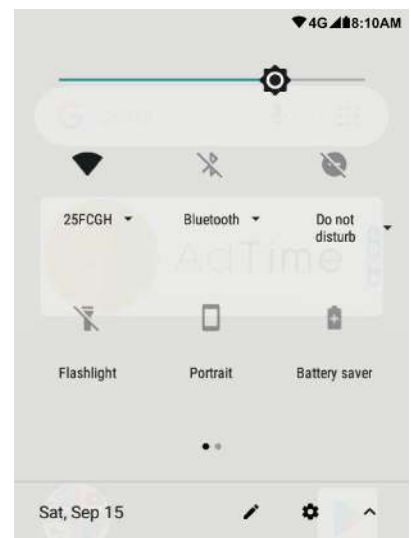 4G 8:10AM
25FCGH Bluetooth Do not
disturb
AdTime
Flashlight Portrait Battery saver
Sat, Sep 15